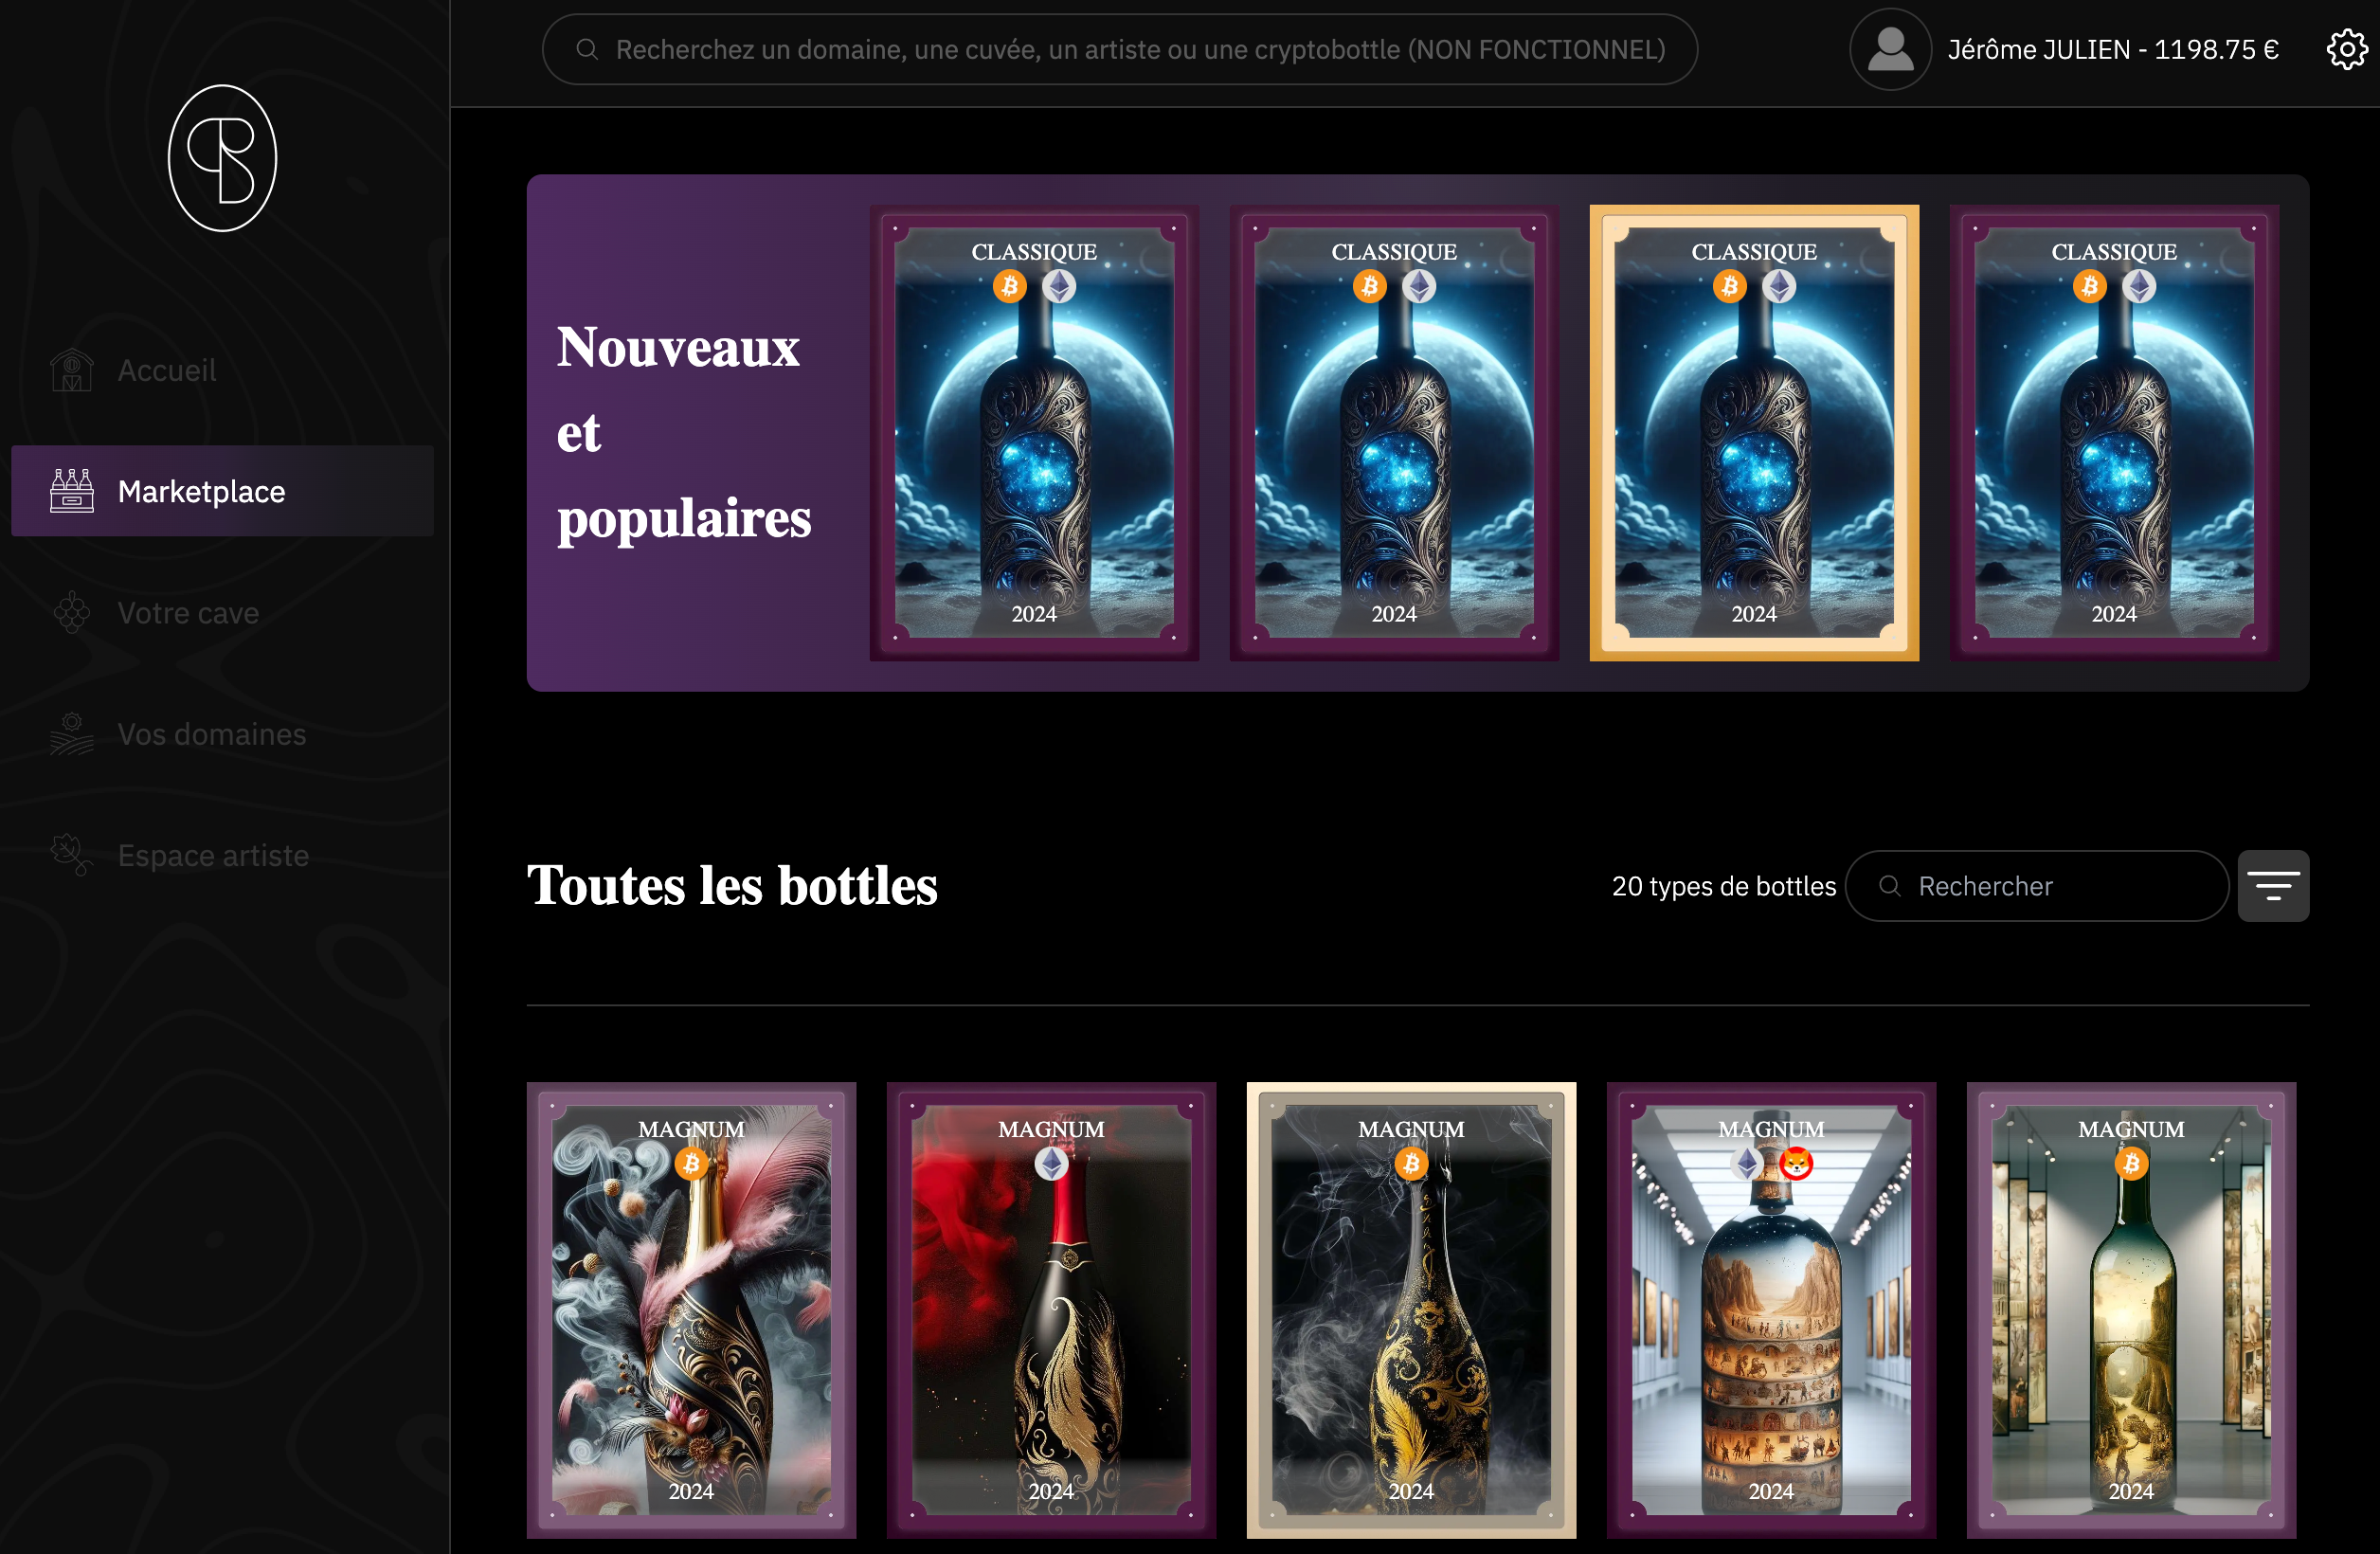 Recherchez un domaine, une cuvée, un artiste ou une cryptobottle (NON FONCTIONNEL)
Jérôme JULIEN - 1198.75 €
Accueil
Marketplace
Votre cave
Vos domaines
Espace artiste
Nouveaux
et
populaires
CLASSIQUE
2024
CLASSIQUE
2024
CLASSIQUE
2024
CLASSIQUE
2024
Toutes les bottles
20 types de bottles
Rechercher
MAGNUM
2024
MAGNUM
2024
MAGNUM
2024
MAGNUM
2024
MAGNUM
2024